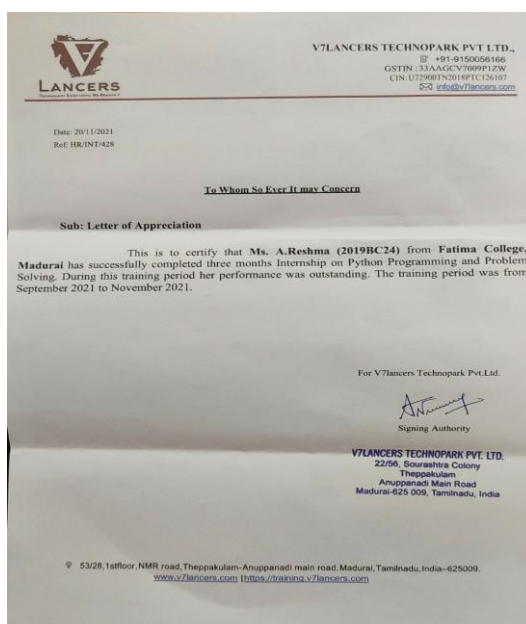 V7
LANCERS
V7LANCERS TECHNOPARK PVT LTD.,
+91-9150056166
GSTIN : 33AAGCV7009P1ZW
CIN: U72900TN2018PTC126107
info@v7lancers.com
Date: 20/11/2021
Ref: HR/INT/428
To Whom So Ever It may Concern
Sub: Letter of Appreciation
This is to certify that Ms. A.Reshma (2019BC24) from Fatima College,
Madurai has successfully completed three months Internship on Python Programming and Problem
Solving. During this training period her performance was outstanding. The training period was from
September 2021 to November 2021.
For V7lancers Technopark Pvt.Ltd.
Signing Authority
V7LANCERS TECHNOPARK PVT. LTD.
22/56, Sourashtra Colony
Theppakulam
Anuppanadi Main Road
Madurai-625 009, Tamilnadu, India
53/28,1stfloor,NMR road,Theppakulam-Anuppanadi main road,Madurai,Tamilnadu,India-625009.
www.v7lancers.com |https://training.v7lancers.com